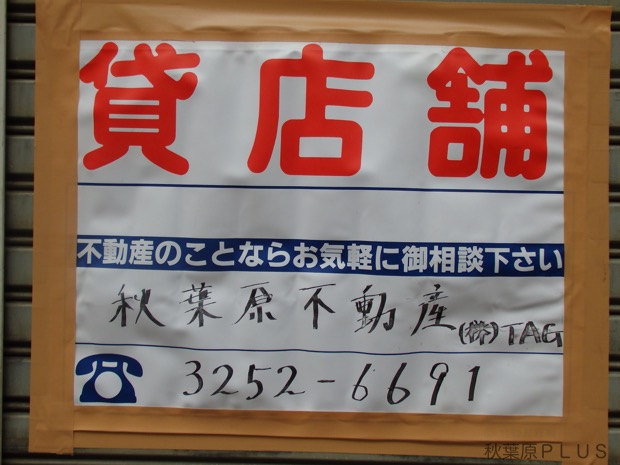 貸店舗
不動産のことならお気軽に御相談下さい
秋葉原不動産 (株)TAG
3252-6691
秋葉原PLUS